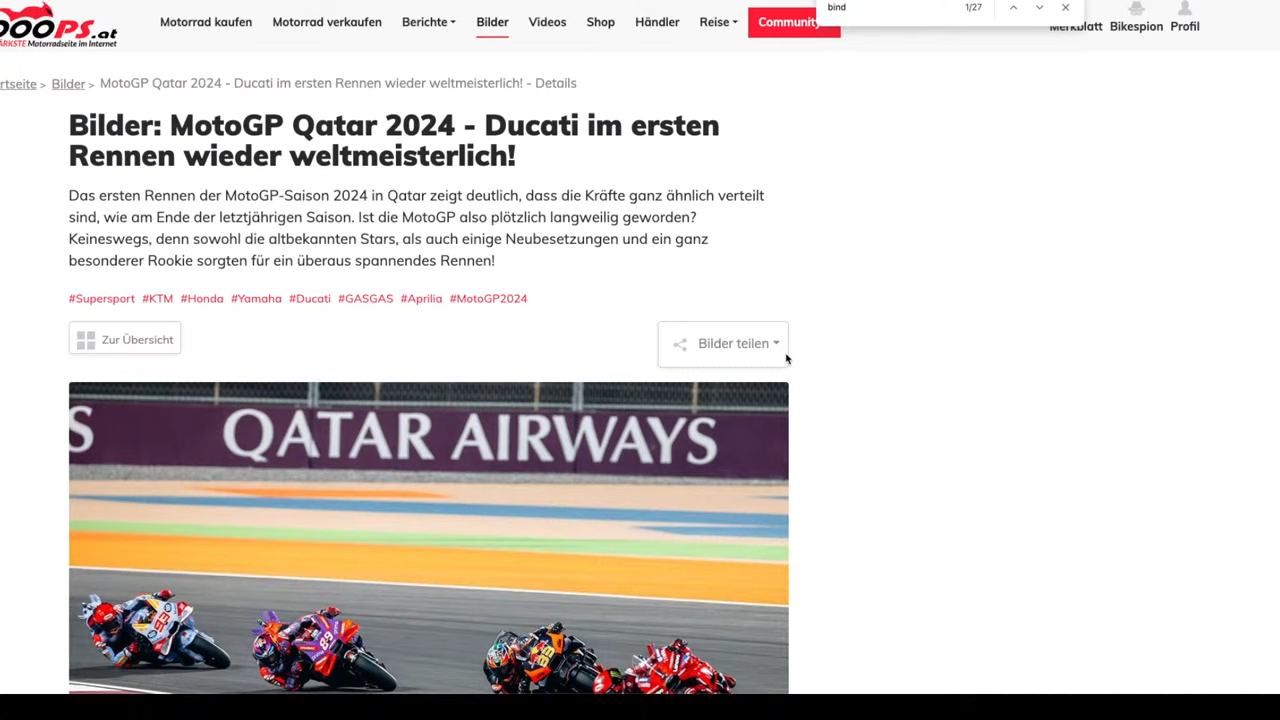 OOOPS.at
ÄRKSTE Motorradseite im Internet
Motorrad kaufen
Motorrad verkaufen
Berichte
Bilder
Videos
Shop
Händler
Reise
Community
bind
1/27
Merkblatt
Bikespion
Profil
rtseite > Bilder > MotoGP Qatar 2024 - Ducati im ersten Rennen wieder weltmeisterlich! - Details
Bilder: MotoGP Qatar 2024 - Ducati im ersten
Rennen wieder weltmeisterlich!
Das ersten Rennen der MotoGP-Saison 2024 in Qatar zeigt deutlich, dass die Kräfte ganz ähnlich verteilt
sind, wie am Ende der letztjährigen Saison. Ist die MotoGP also plötzlich langweilig geworden?
Keineswegs, denn sowohl die altbekannten Stars, als auch einige Neubesetzungen und ein ganz
besonderer Rookie sorgten für ein überaus spannendes Rennen!
#Supersport #KTM #Honda #Yamaha #Ducati #GASGAS #Aprilia #MotoGP2024
Zur Übersicht
Bilder teilen
S QATAR AIRWAYS
93
89
33